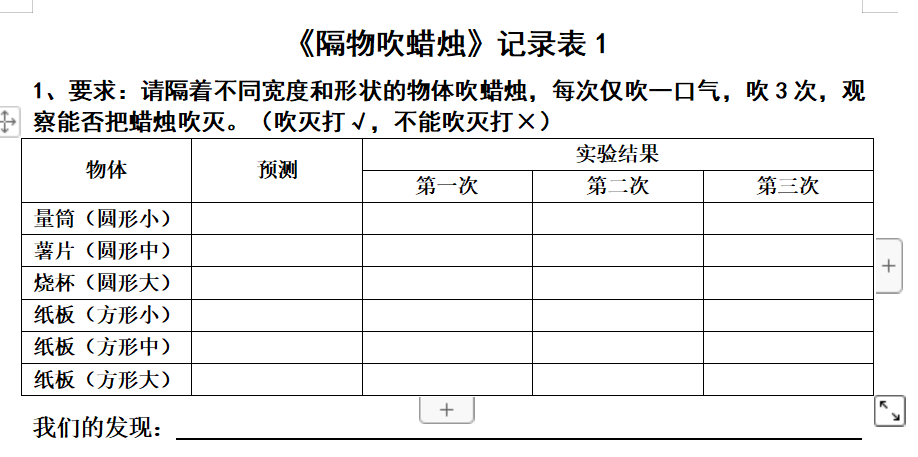 《隔物吹蜡烛》记录表1
1、要求：请隔着不同宽度和形状的物体吹蜡烛，每次仅吹一口气，吹3次，观
察能否把蜡烛吹灭。（吹灭打√，不能吹灭打×）
物体 预测 实验结果
第一次 第二次 第三次
量筒（圆形小）
薯片（圆形中）
烧杯（圆形大）
纸板（方形小）
纸板（方形中）
纸板（方形大）
我们的发现：